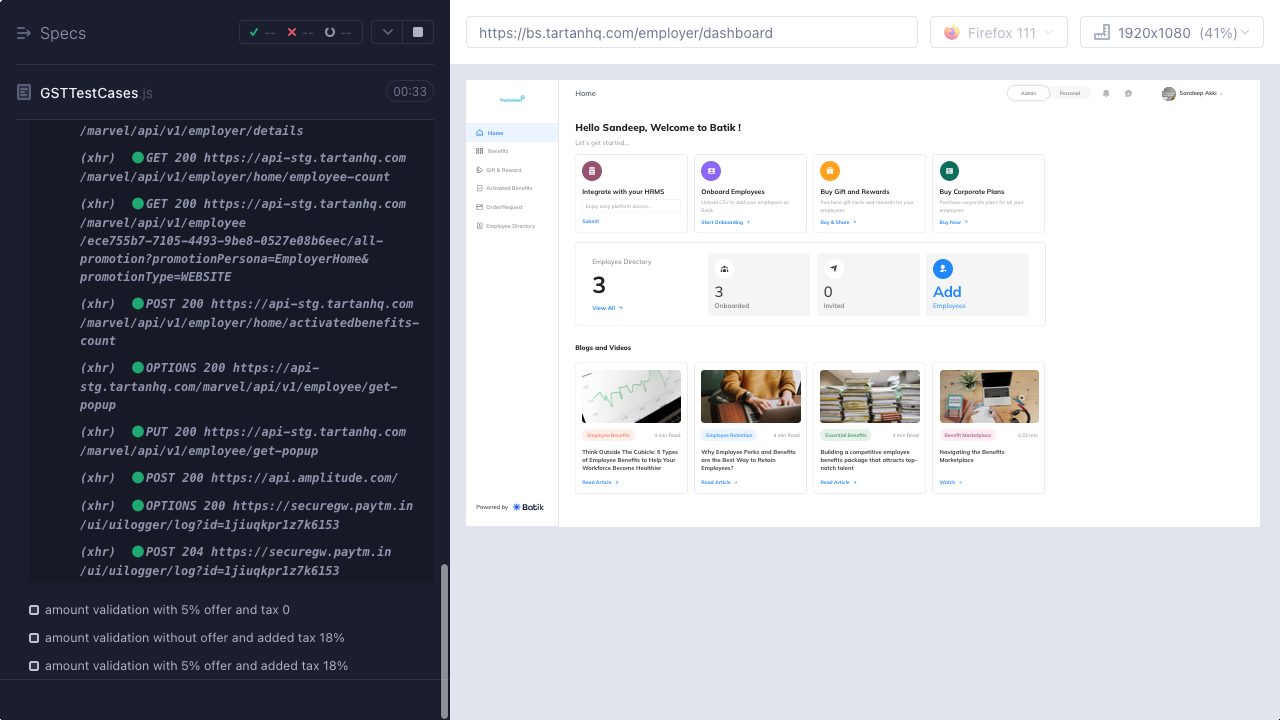 Specs
--
--
--
GSTTestCases.js
00:33
/marvel/api/v1/employer/details
(xhr) GET 200 https://api-stg.tartanhq.com
/marvel/api/v1/employer/home/employee-count
(xhr) GET 200 https://api-stg.tartanhq.com
/aegon/api/promotion/e8f00c13-
promotion?promotionPersona=EmployerHome&
promotionType=WEBSITE
(xhr) POST 200 https://api-stg.tartanhq.com
/marvel/api/v1/employer/home/activatedbenefits-
count
(xhr) OPTIONS 200 https://api-
stg.tartanhq.com/marvel/api/v1/employee/get-
popup
(xhr) GET 200 https://api-stg.tartanhq.com
/marvel/api/v1/employee/get-popup
(xhr) POST 200 https://api.amplitude.com/
(xhr) OPTIONS 200 https://securegw.paytm.in
/ui/uilogger/log?id=1jiuqkpr1z7k6153
(xhr) POST 204 https://securegw.paytm.in
/ui/uilogger/log?id=1jiuqkpr1z7k6153
amount validation with 5% offer and tax 0
amount validation without offer and added tax 18%
amount validation with 5% offer and added tax 18%
https://bs.tartanhq.com/employer/dashboard
Firefox 111
1920x1080 (41%)
TransUnion
Home
Benefits
Gift & Reward
Activated Benefits
Order/Request
Employee Directory
Powered by Batik
Home
Admin
Personal
Sandeep Akki
Hello Sandeep, Welcome to Batik !
Let's get started...
Integrate with your HRMS
Enjoy easy platform access ...
Submit
Onboard Employees
Upload CSV to add your employees on
Batik
Start Onboarding →
Buy Gift and Rewards
Purchase gift cards and rewards for your
employees
Buy & Share →
Buy Corporate Plans
Purchase corporate plans for all your
employees
Buy Now →
Employee Directory
3
View All →
3
Onboarded
0
Invited
Add
Employees
Blogs and Videos
Employee Benefits
4 min Read
Think Outside The Cubicle: 6 Types
of Employee Benefits to Help Your
Workforce Become Healthier
Read Article →
Employee Retention
4 min Read
Why Employee Perks and Benefits
are the Best Way to Retain
Employees?
Read Article →
Essential Benefits
4 min Read
Building a competitive employee
benefits package that attracts top-
notch talent
Read Article →
Benefit Marketplace
0:32 min
Navigating the Benefits
Marketplace
Watch →